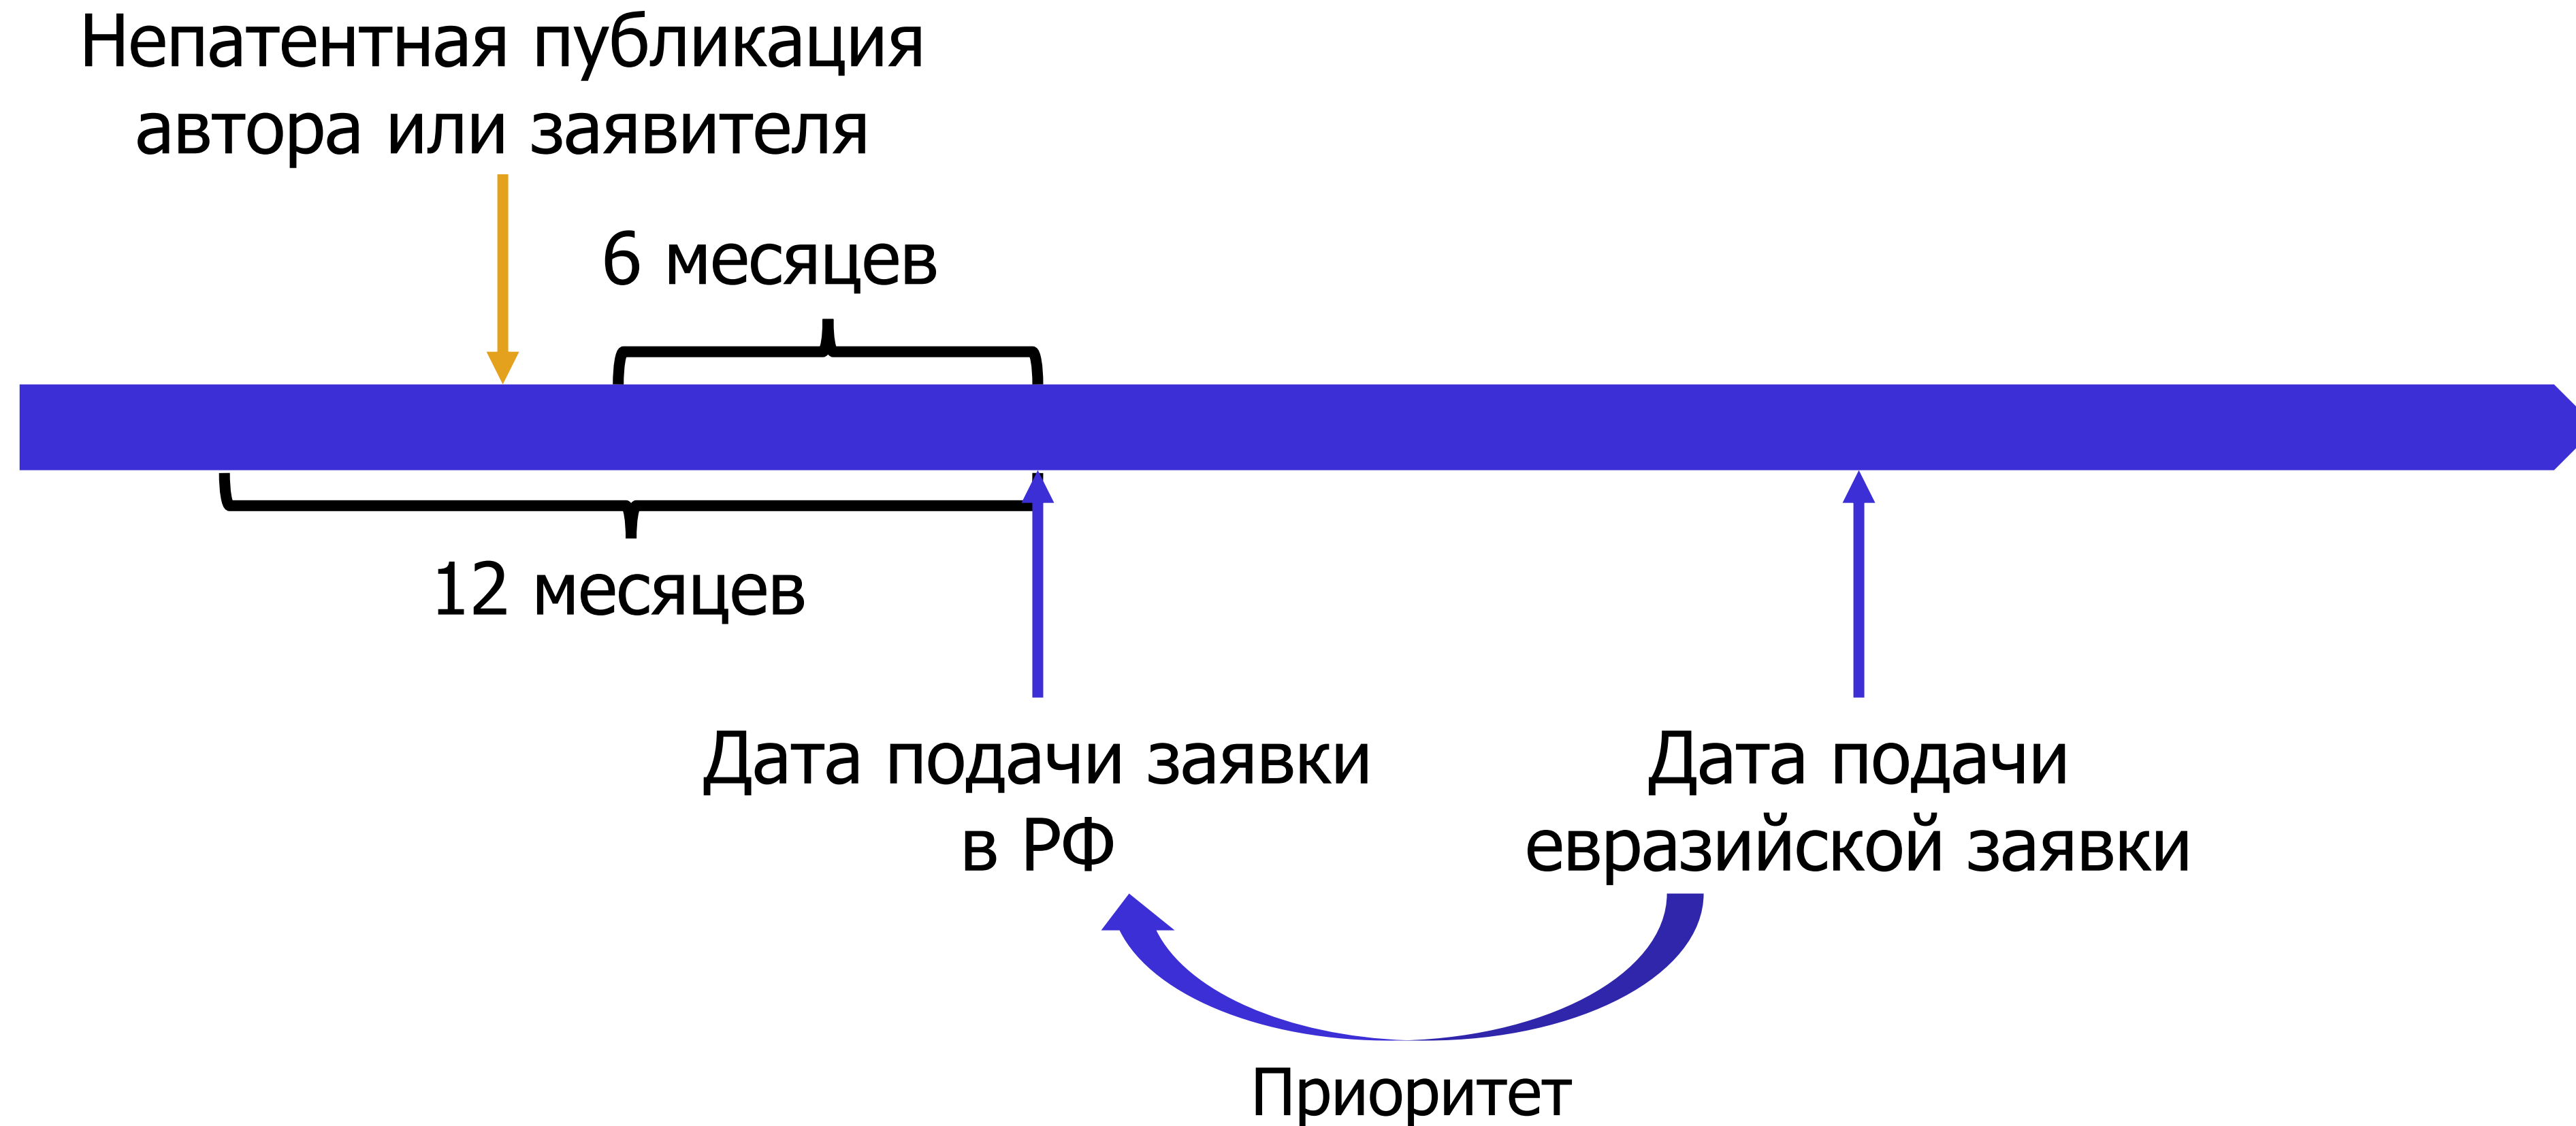 Непатентная публикация
автора или заявителя
6 месяцев
12 месяцев
Дата подачи заявки
в РФ
Дата подачи
евразийской заявки
Приоритет